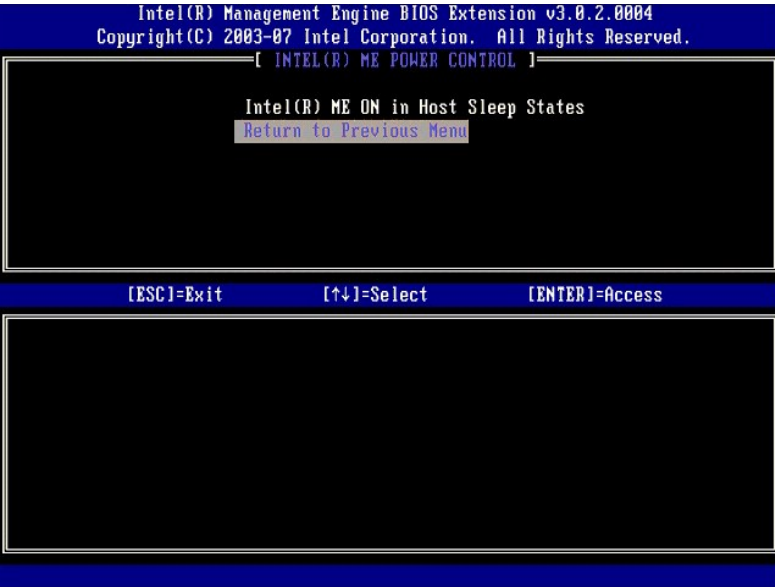 Intel(R) Management Engine BIOS Extension v3.0.2.0004
Copyright(C) 2003-07 Intel Corporation. All Rights Reserved.
[ INTEL(R) ME POWER CONTROL ]
Intel(R) ME ON in Host Sleep States
Return to Previous Menu
[ESC]=Exit [↑↓]=Select [ENTER]=Access